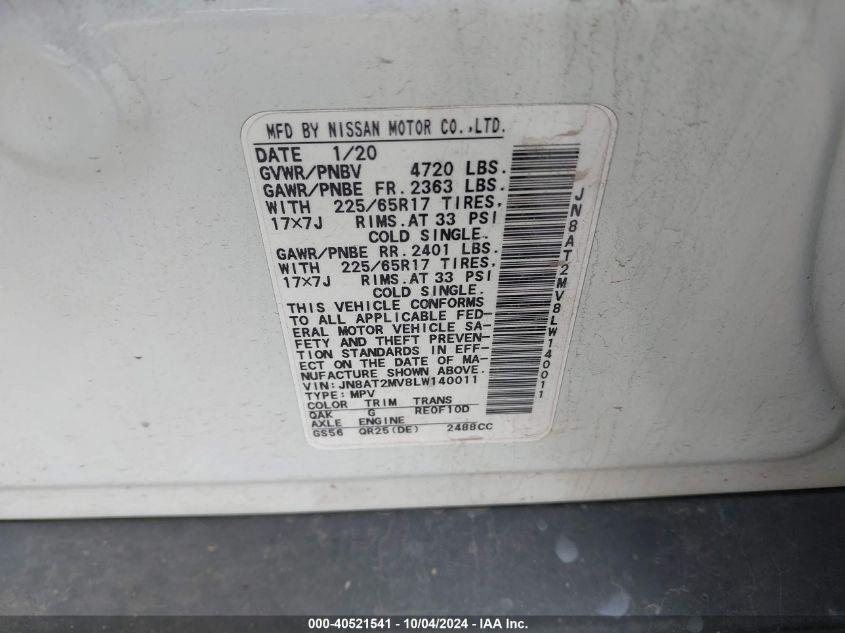 MFD BY NISSAN MOTOR CO.,LTD.
DATE 1/20
GVWR/PNBV 4720 LBS.
GAWR/PNBE FR. 2363 LBS.
WITH 225/65R17 TIRES,
17×7J RIMS.AT 33 PSI
COLD SINGLE.
GAWR/PNBE RR. 2401 LBS.
WITH 225/65R17 TIRES,
17×7J RIMS.AT 33 PSI
COLD SINGLE.
THIS VEHICLE CONFORMS
TO ALL APPLICABLE FED-
ERAL MOTOR VEHICLE SA-
FETY AND THEFT PREVEN-
TION STANDARDS IN EFF-
ECT ON THE DATE OF MA-
NUFACTURE SHOWN ABOVE.
VIN: JN8AT2MV8LW140011
TYPE: MPV
COLOR TRIM TRANS
QAK G RE0F10D
AXLE ENGINE
GS56 QR25(DE) 2488CC
JN8AT2MV8LW140011
000-40521541 - 10/04/2024 - IAA Inc.